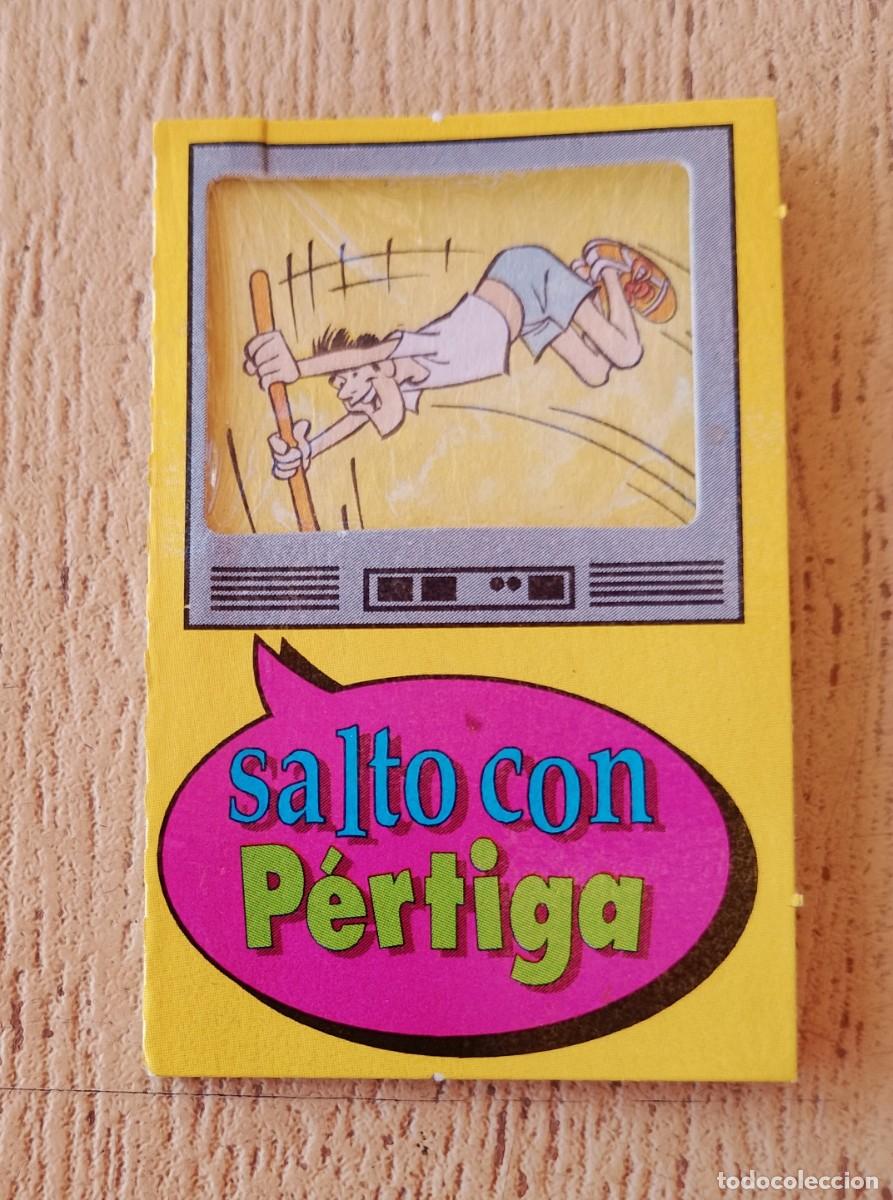 salto con
Pértiga
todocoleccion